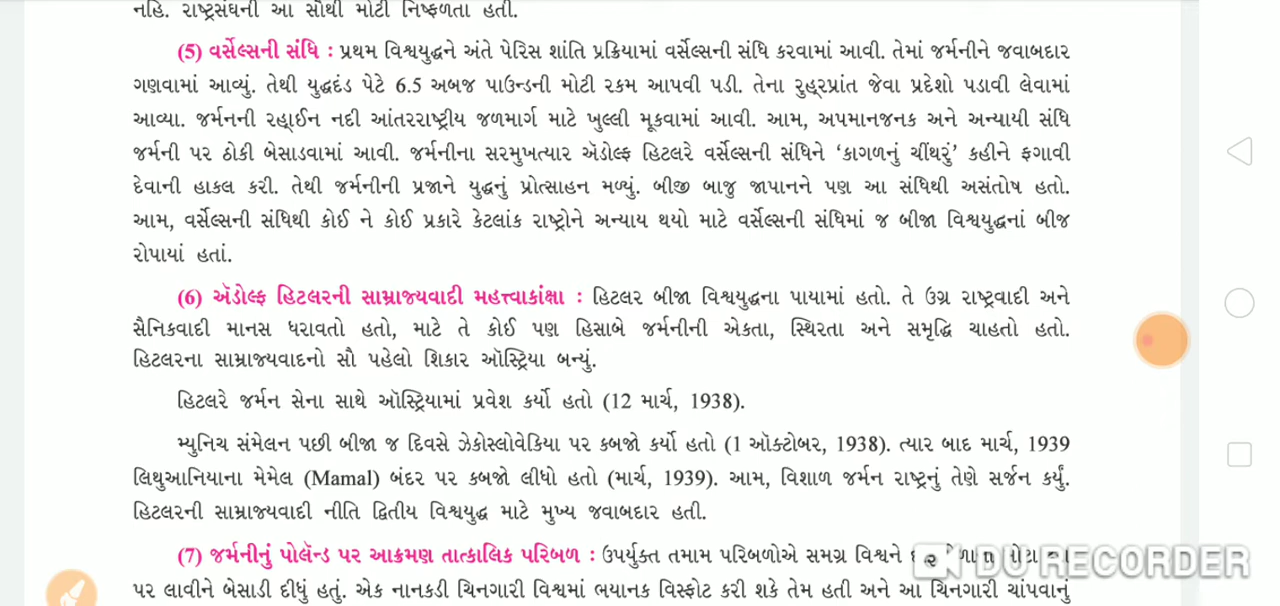 નહિ. રાષ્ટ્રસંઘની આ સૌથી મોટી નિષ્ફળતા હતી.
(5) વર્સેલ્સની સંધિ : પ્રથમ વિશ્વયુદ્ધને અંતે પેરિસ શાંતિ પ્રક્રિયામાં વર્સેલ્સની સંધિ કરવામાં આવી. તેમાં જર્મનીને જવાબદાર
ગણવામાં આવ્યું. તેથી યુદ્ધદંડ પેટે 6.5 અબજ પાઉન્ડની મોટી રકમ આપવી પડી. તેના રુહ્‌રપ્રાંત જેવા પ્રદેશો પડાવી લેવામાં
આવ્યા. જર્મનની રહાઈન નદી આંતરરાષ્ટ્રીય જળમાર્ગ માટે ખુલ્લી મૂકવામાં આવી. આમ, અપમાનજનક અને અન્યાયી સંધિ
જર્મની પર ઠોકી બેસાડવામાં આવી. જર્મનીના સરમુખત્યાર ઍડોલ્ફ હિટલરે વર્સેલ્સની સંધિને ‘કાગળનું ચીંથરું’ કહીને ફગાવી
દેવાની હાકલ કરી. તેથી જર્મનીની પ્રજાને યુદ્ધનું પ્રોત્સાહન મળ્યું. બીજી બાજુ જાપાનને પણ આ સંધિથી અસંતોષ હતો.
આમ, વર્સેલ્સની સંધિથી કોઈ ને કોઈ પ્રકારે કેટલાંક રાષ્ટ્રોને અન્યાય થયો માટે વર્સેલ્સની સંધિમાં જ બીજા વિશ્વયુદ્ધનાં બીજ
રોપાયાં હતાં.
(6) ઍડોલ્ફ હિટલરની સામ્રાજ્યવાદી મહત્ત્વાકાંક્ષા : હિટલર બીજા વિશ્વયુદ્ધના પાયામાં હતો. તે ઉગ્ર રાષ્ટ્રવાદી અને
સૈનિકવાદી માનસ ધરાવતો હતો, માટે તે કોઈ પણ હિસાબે જર્મનીની એકતા, સ્થિરતા અને સમૃદ્ધિ ચાહતો હતો.
હિટલરના સામ્રાજ્યવાદનો સૌ પહેલો શિકાર ઑસ્ટ્રિયા બન્યું.
હિટલરે જર્મન સેના સાથે ઑસ્ટ્રિયામાં પ્રવેશ કર્યો હતો (12 માર્ચ, 1938).
મ્યુનિચ સંમેલન પછી બીજા જ દિવસે ઝેકોસ્લોવેકિયા પર કબજો કર્યો હતો (1 ઑક્ટોબર, 1938). ત્યાર બાદ માર્ચ, 1939
લિથુઆનિયાના મેમેલ (Mamal) બંદર પર કબજો લીધો હતો (માર્ચ, 1939). આમ, વિશાળ જર્મન રાષ્ટ્રનું તેણે સર્જન કર્યું.
હિટલરની સામ્રાજ્યવાદી નીતિ દ્વિતીય વિશ્વયુદ્ધ માટે મુખ્ય જવાબદાર હતી.
(7) જર્મનીનું પોલૅન્ડ પર આક્રમણ તાત્કાલિક પરિબળ : ઉપર્યુક્ત તમામ પરિબળોએ સમગ્ર વિશ્વને
DU RECORDER
પર લાવીને બેસાડી દીધું હતું. એક નાનકડી ચિનગારી વિશ્વમાં ભયાનક વિસ્ફોટ કરી શકે તેમ હતી અને આ ચિનગારી ચાંપવાનું